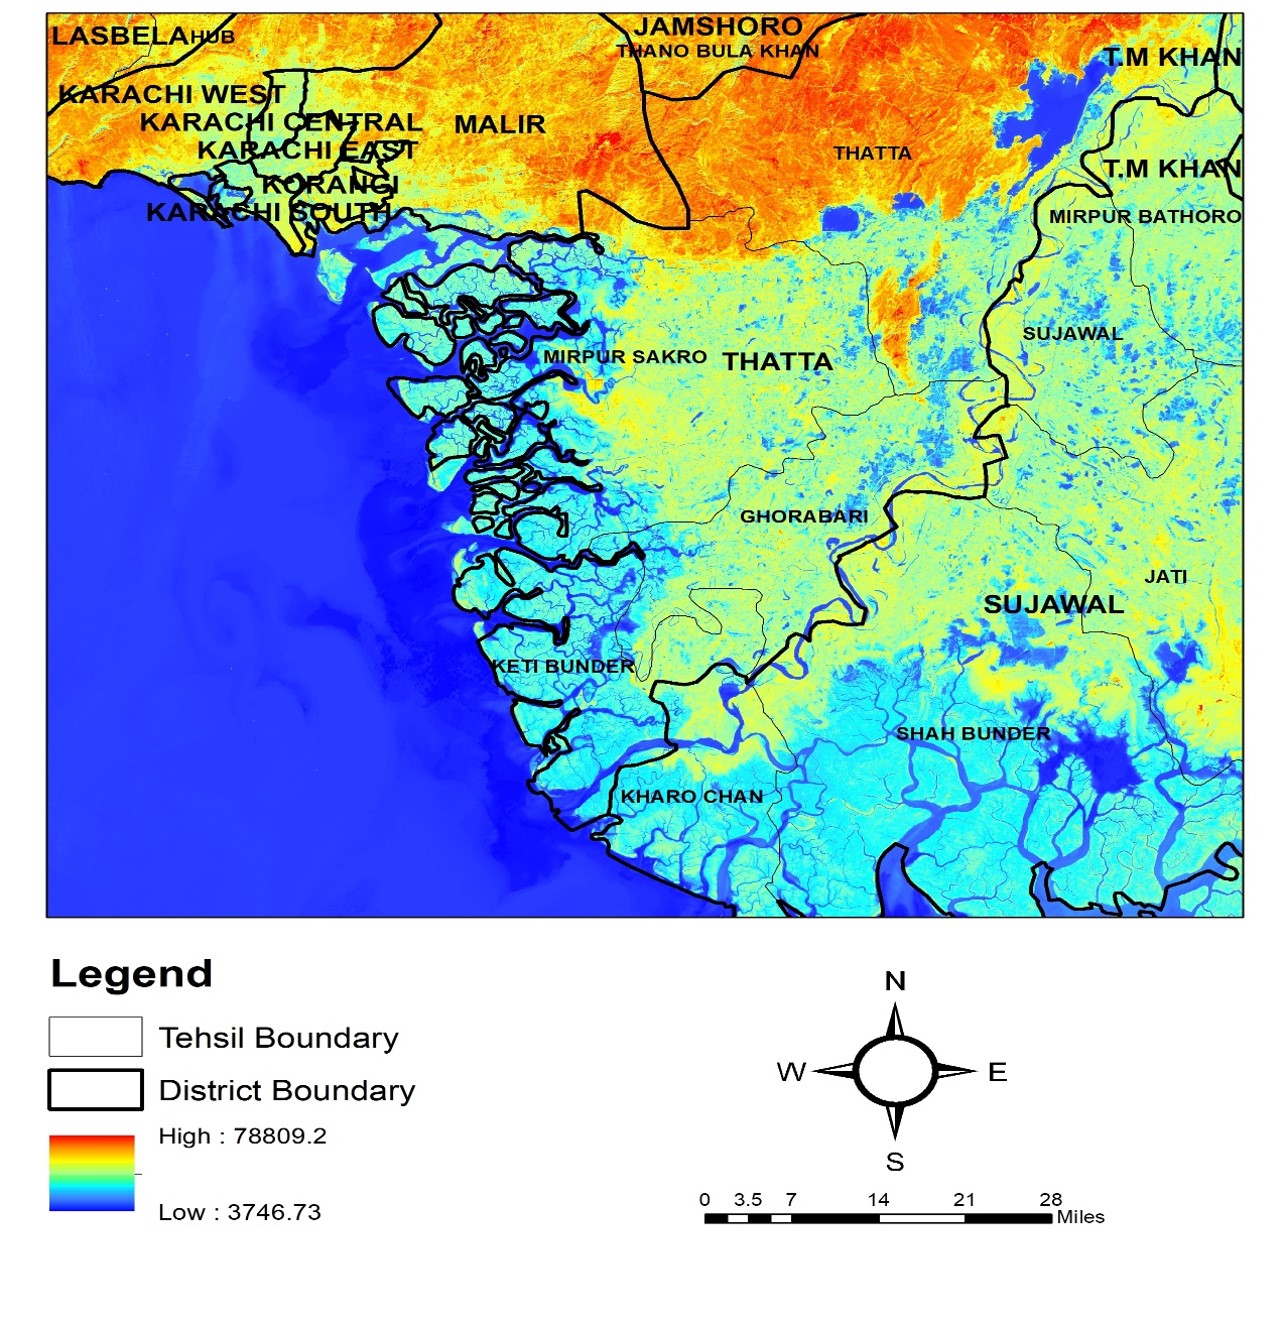 LASBELA HUB
JAMSHORO
THANO BULA KHAN
T.M KHAN
KARACHI WEST
KARACHI CENTRAL
MALIR
KARACHI EAST
THATTA
T.M KHAN
KORANGI
KARACHI SOUTH
MIRPUR BATHORO
SUJAWAL
MIRPUR SAKRO
THATTA
GHORABARI
JATI
SUJAWAL
KETI BUNDER
SHAH BUNDER
KHARO CHAN
Legend
Tehsil Boundary
District Boundary
High : 78809.2
Low : 3746.73
N
W E
S
0 3.5 7 14 21 28
Miles